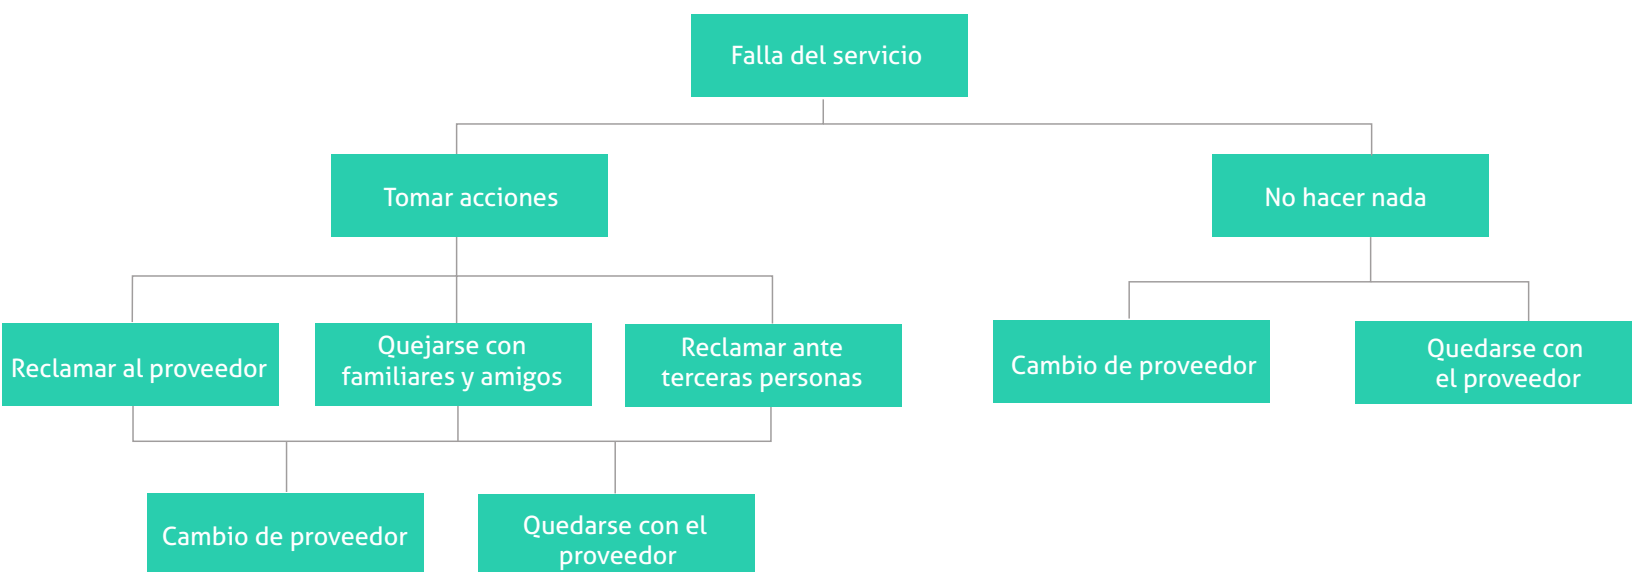 Falla del servicio
Tomar acciones
No hacer nada
Reclamar al proveedor
Quejarse con
familiares y amigos
Reclamar ante
terceras personas
Cambio de proveedor
Quedarse con
el proveedor
Cambio de proveedor
Quedarse con el
proveedor